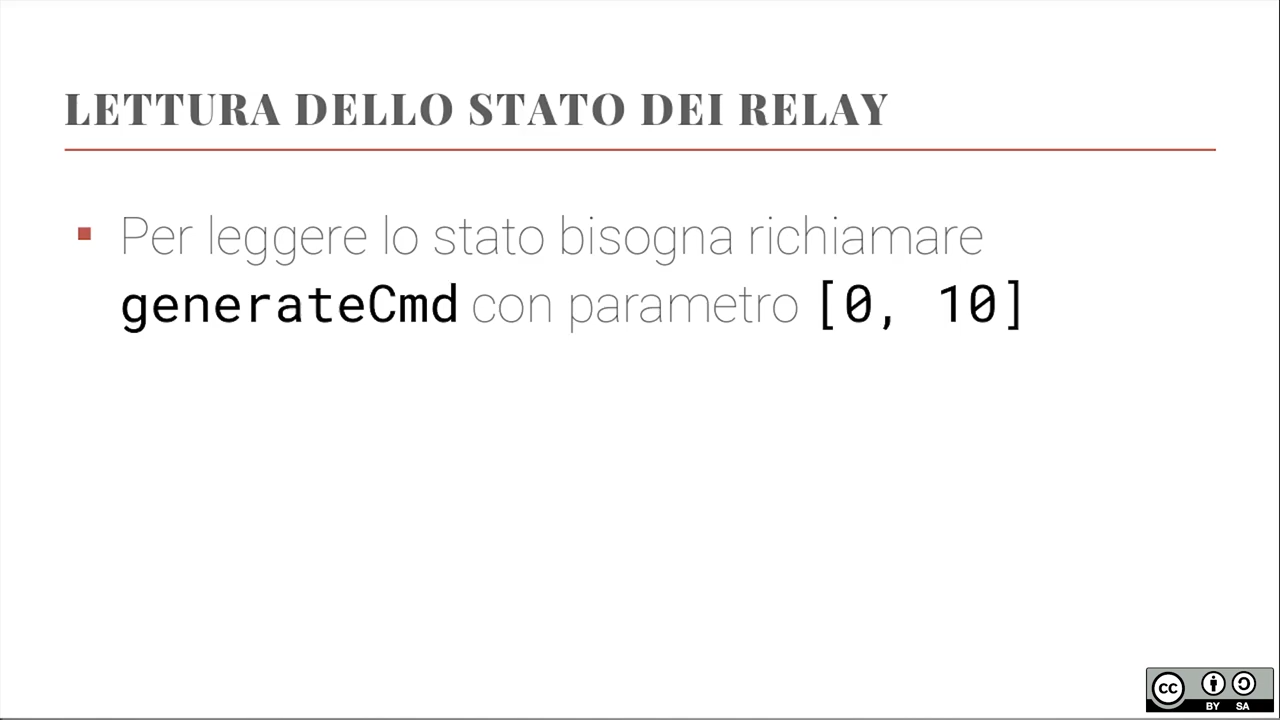 LETTURA DELLO STATO DEI RELAY
Per leggere lo stato bisogna richiamare
generateCmd con parametro [0, 10]
cc
BY SA